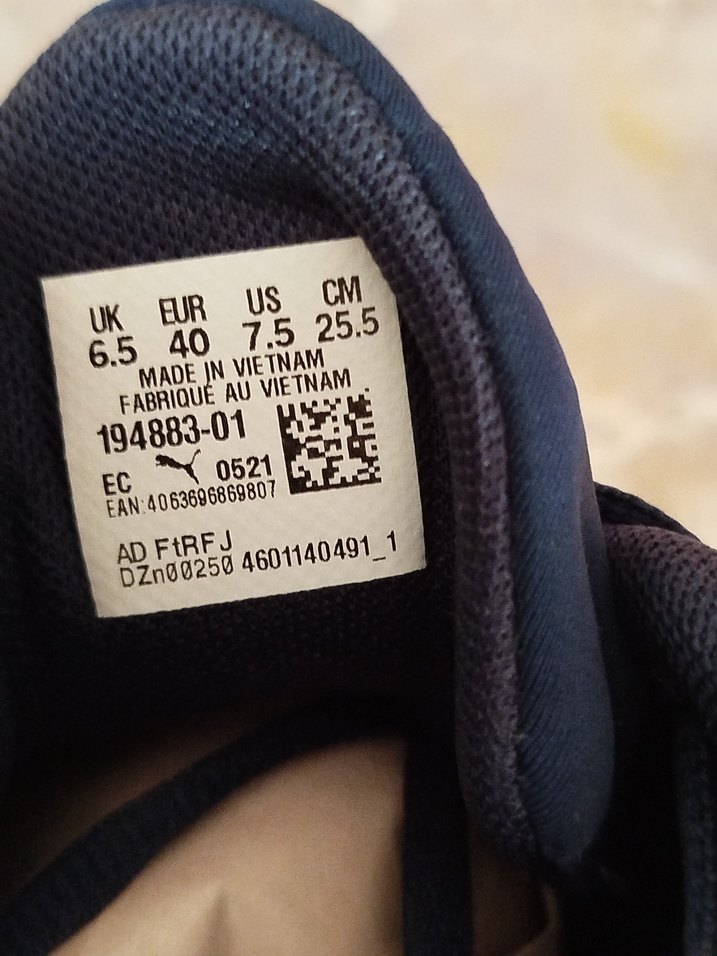 UK EUR US CM
6.5 40 7.5 25.5
MADE IN VIETNAM
FABRIQUÉ AU VIETNAM
194883-01
EC 0521
EAN:4063696869807
AD FtRFJ
DZn00250 4601140491_1